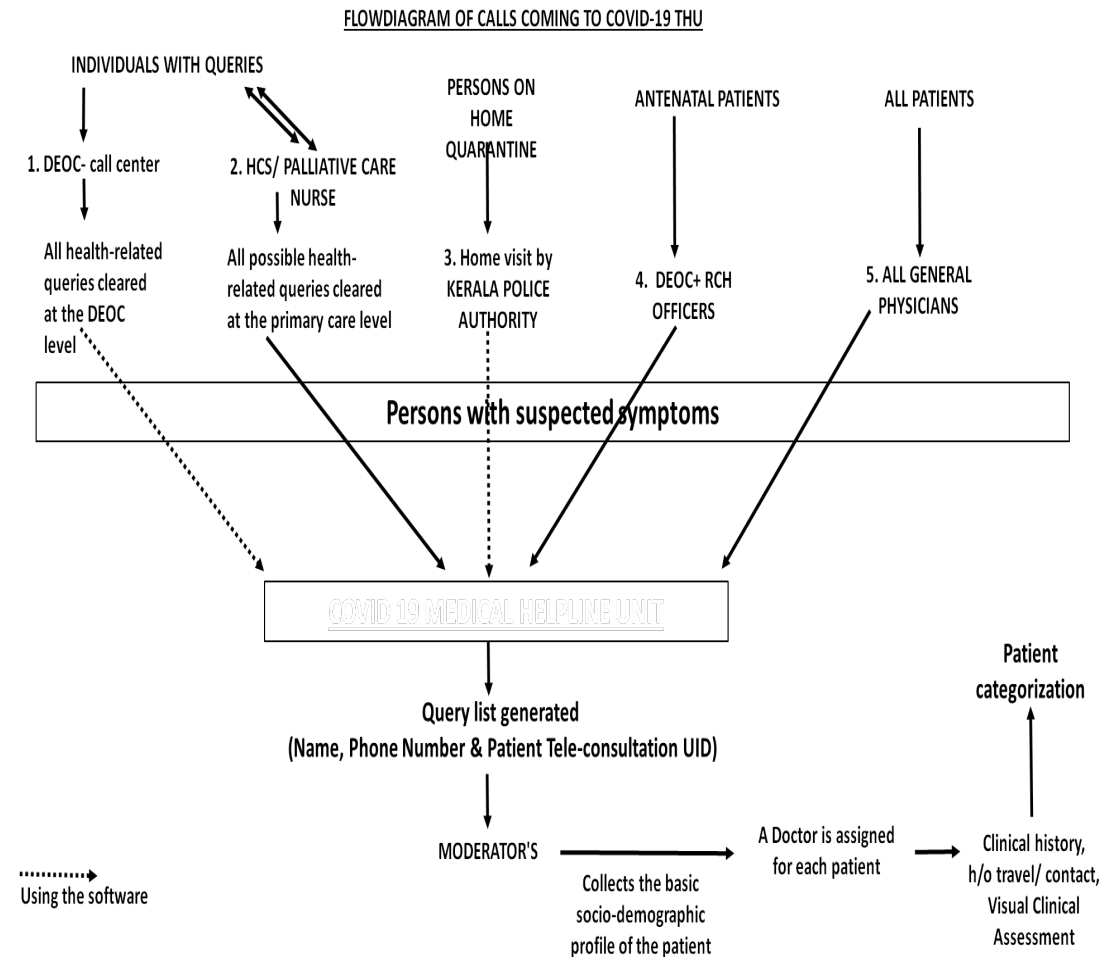 FLOWDIAGRAM OF CALLS COMING TO COVID-19 THU
INDIVIDUALS WITH QUERIES
PERSONS ON
HOME
QUARANTINE
ANTENATAL PATIENTS
ALL PATIENTS
1. DEOC- call center
2. HCS/ PALLIATIVE CARE
NURSE
All health-related
queries cleared
at the DEOC
level
All possible health-
related queries cleared
at the primary care level
3. Home visit by
KERALA POLICE
AUTHORITY
4. DEOC+ RCH
OFFICERS
5. ALL GENERAL
PHYSICIANS
Persons with suspected symptoms
COVID 19 MEDICAL HELPLINE UNIT
Query list generated
(Name, Phone Number & Patient Tele-consultation UID)
MODERATOR'S
Collects the basic
socio-demographic
profile of the patient
A Doctor is assigned
for each patient
Clinical history,
h/o travel/ contact,
Visual Clinical
Assessment
Patient
categorization
Using the software